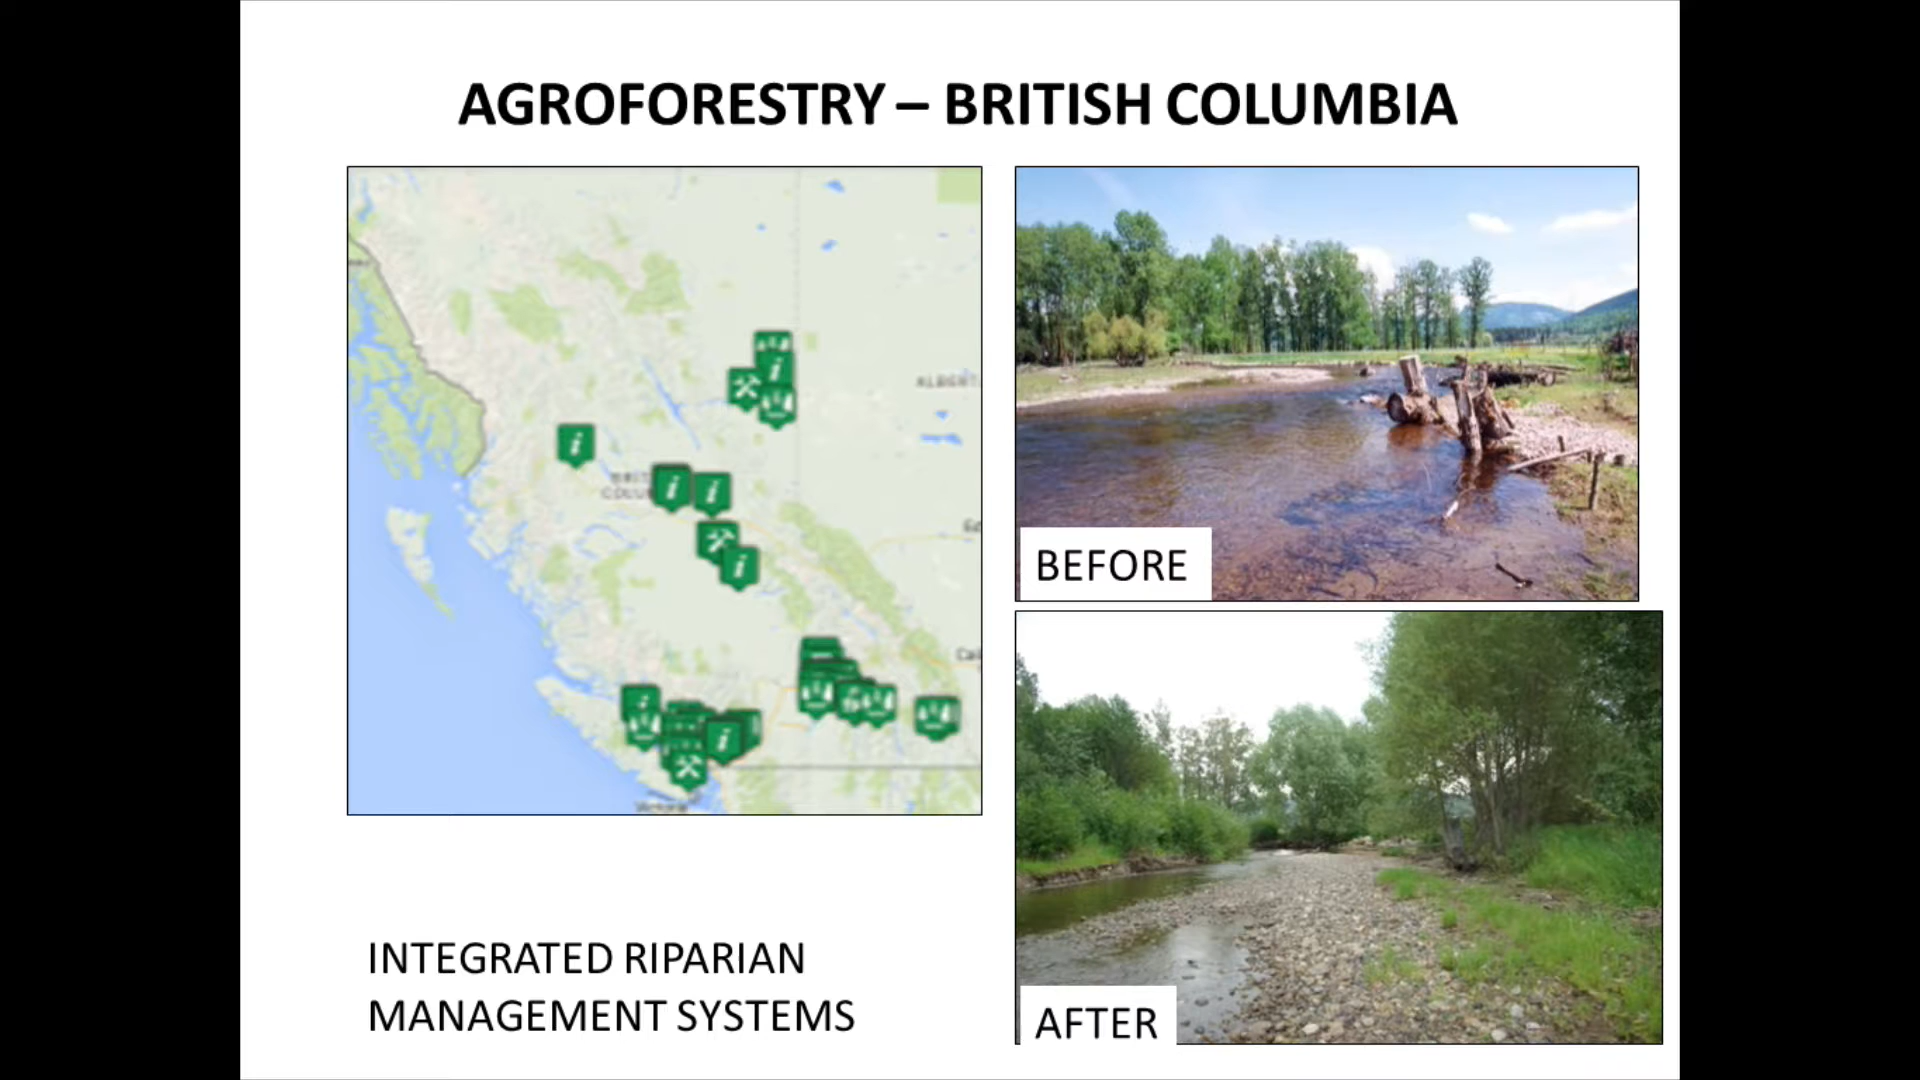 AGROFORESTRY – BRITISH COLUMBIA
BEFORE
AFTER
INTEGRATED RIPARIAN
MANAGEMENT SYSTEMS